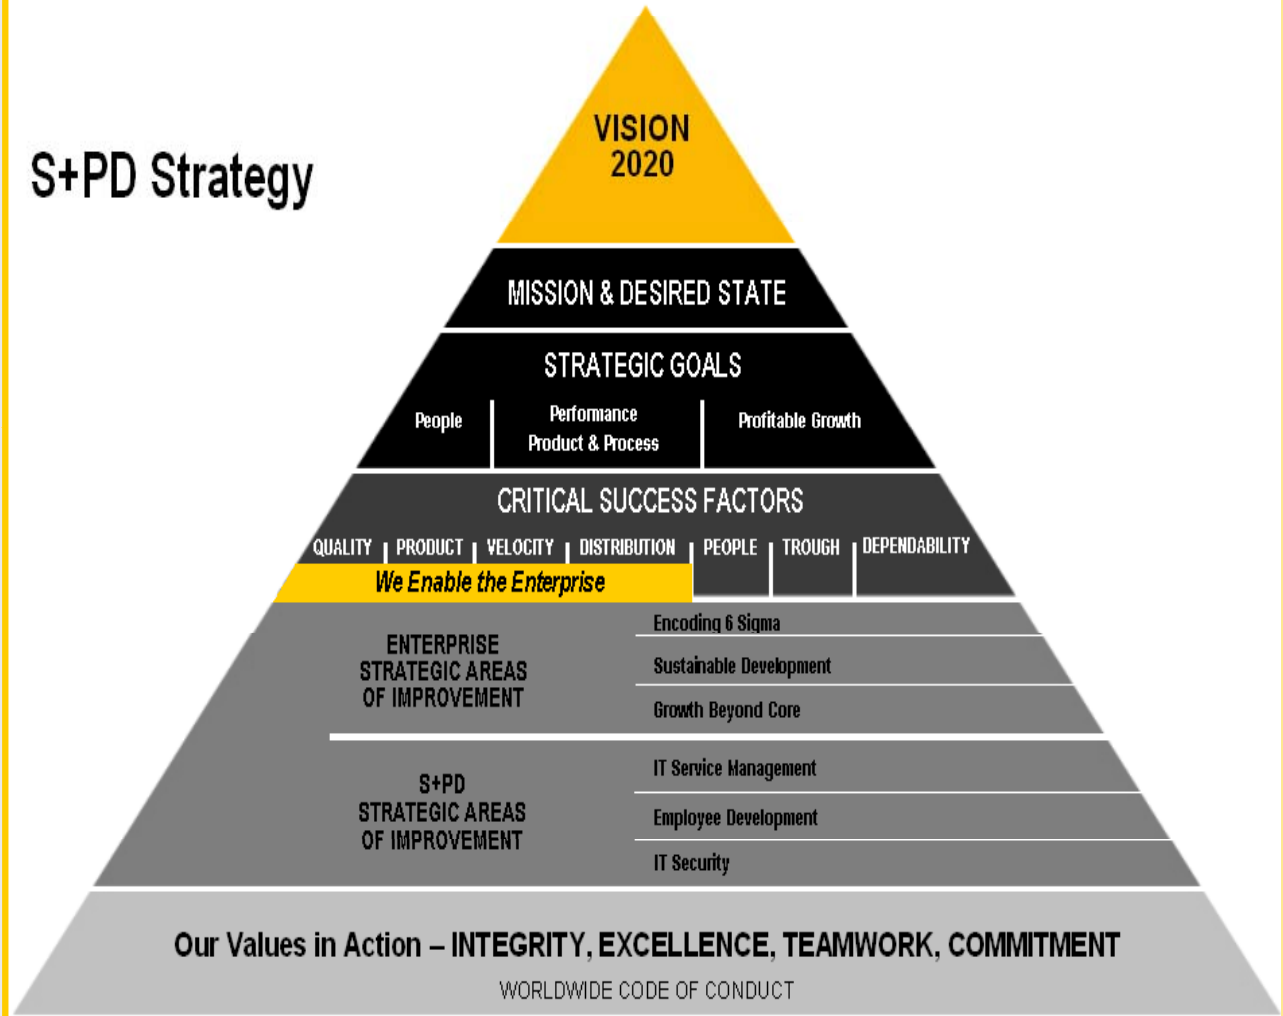 S+PD Strategy
VISION
2020
MISSION & DESIRED STATE
STRATEGIC GOALS
People
Performance
Product & Process
Profitable Growth
CRITICAL SUCCESS FACTORS
QUALITY PRODUCT VELOCITY DISTRIBUTION PEOPLE TROUGH DEPENDABILITY
We Enable the Enterprise
ENTERPRISE
STRATEGIC AREAS
OF IMPROVEMENT
Encoding 6 Sigma
Sustainable Development
Growth Beyond Core
S+PD
STRATEGIC AREAS
OF IMPROVEMENT
IT Service Management
Employee Development
IT Security
Our Values in Action – INTEGRITY, EXCELLENCE, TEAMWORK, COMMITMENT
WORLDWIDE CODE OF CONDUCT